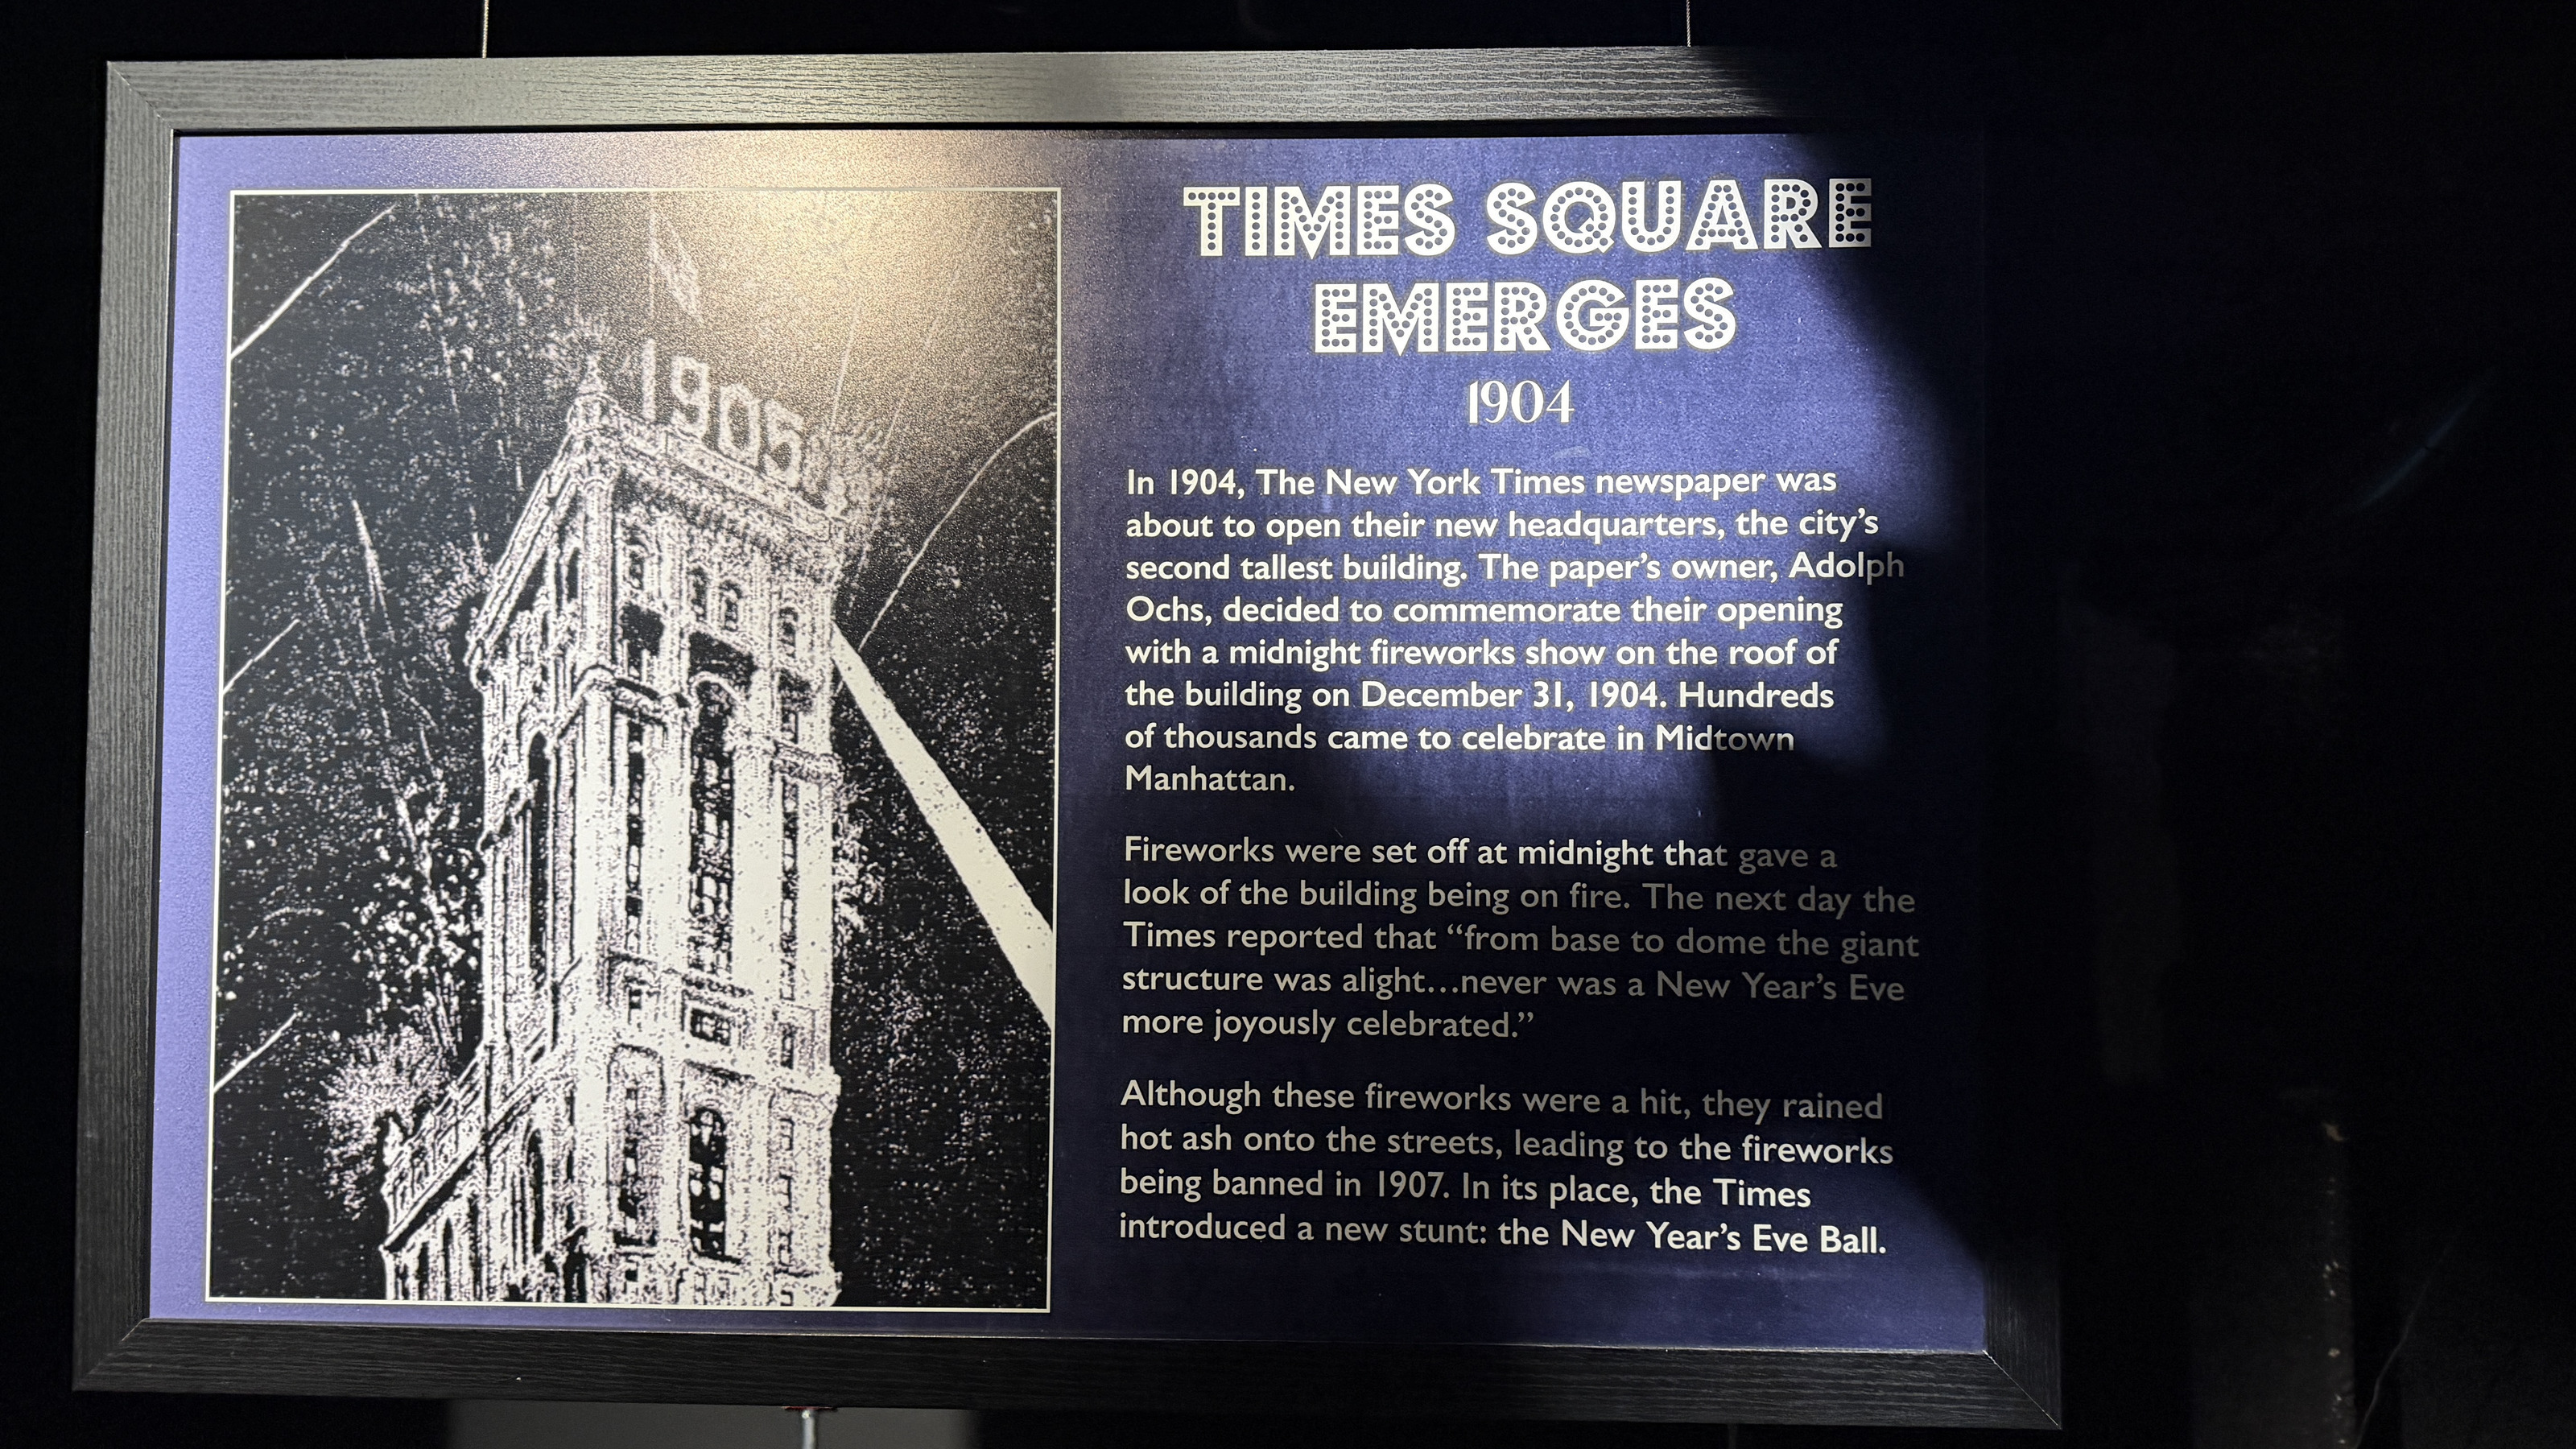 1905
TIMES SQUARE
EMERGES
1904
In 1904, The New York Times newspaper was
about to open their new headquarters, the city's
second tallest building. The paper's owner, Adolph
Ochs, decided to commemorate their opening
with a midnight fireworks show on the roof of
the building on December 31, 1904. Hundreds
of thousands came to celebrate in Midtown
Manhattan.
Fireworks were set off at midnight that gave a
look of the building being on fire. The next day the
Times reported that “from base to dome the giant
structure was alight...never was a New Year's Eve
more joyously celebrated.”
Although these fireworks were a hit, they rained
hot ash onto the streets, leading to the fireworks
being banned in 1907. In its place, the Times
introduced a new stunt: the New Year's Eve Ball.